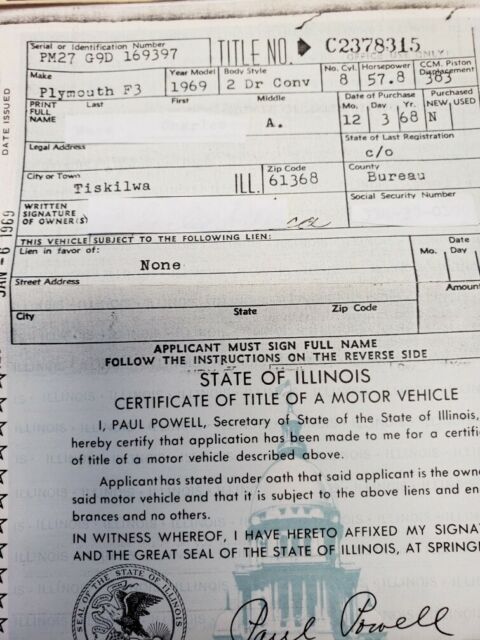 Serial or Identification Number
PM27 G9D 169397
TITLE NO. C2378315
ONLY)
Make Year Model Body Style No. Cyl. Horsepower CCM. Piston Displacement
Plymouth F3 1969 2 Dr Conv 8 57.8 383
PRINT FULL NAME Last First Middle
A.
Date of Purchase Mo. Day Yr.
12 3 68
Purchased NEW USED
N
Legal Address
State of Last Registration
c/o
City or Town Zip Code County
Tiskilwa ILL. 61368 Bureau
WRITTEN SIGNATURE OF OWNER(S)
Social Security Number
THIS VEHICLE SUBJECT TO THE FOLLOWING LIEN:
Lien in favor of: Date Mo. Day
None
Street Address Amount
City State Zip Code
APPLICANT MUST SIGN FULL NAME
FOLLOW THE INSTRUCTIONS ON THE REVERSE SIDE
STATE OF ILLINOIS
CERTIFICATE OF TITLE OF A MOTOR VEHICLE
I, PAUL POWELL, Secretary of State of the State of Illinois,
hereby certify that application has been made to me for a certifi
of title of a motor vehicle described above.
Applicant has stated under oath that said applicant is the owne
said motor vehicle and that it is subject to the above liens and en
brances and no others.
IN WITNESS WHEREOF, I HAVE HERETO AFFIXED MY SIGNA
AND THE GREAT SEAL OF THE STATE OF ILLINOIS, AT SPRINGF
SEAL OF THE STATE OF ILLINOIS
Paul Powell
DATE ISSUED
JAN -6 1969